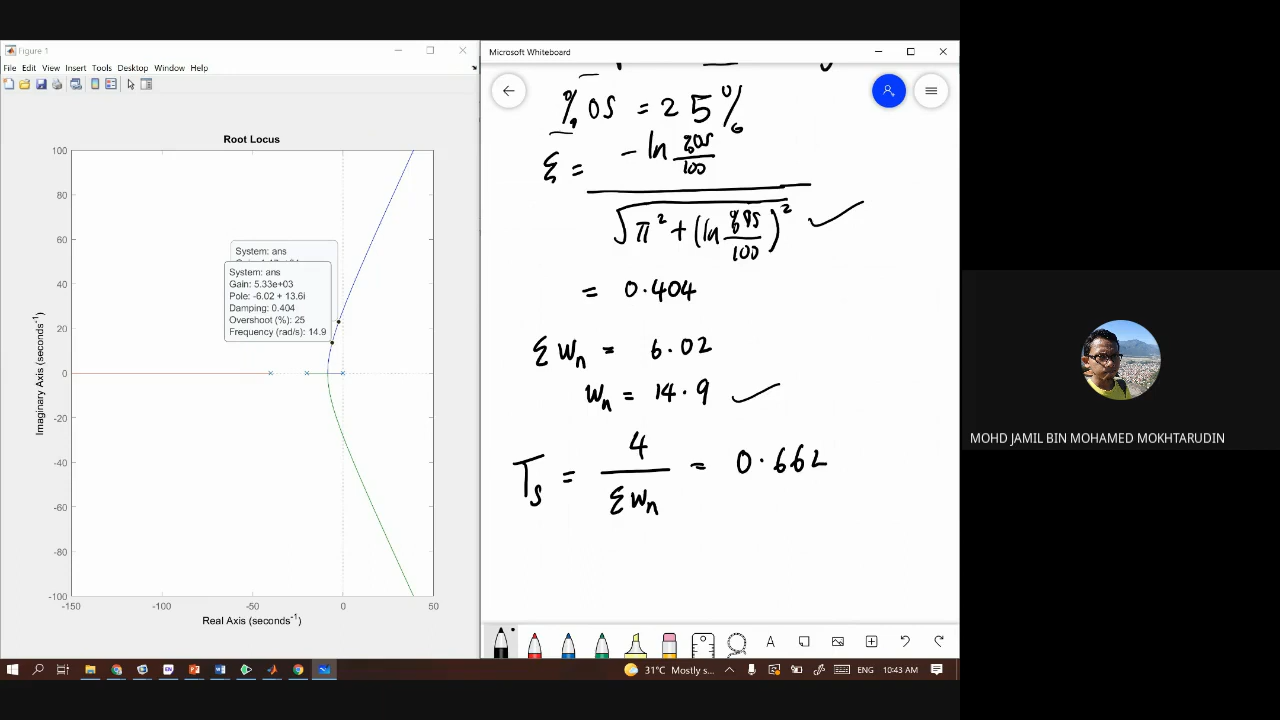 Figure 1
File Edit View Insert Tools Desktop Window Help
Root Locus
100
80
60
40
20
0
-20
-40
-60
-80
-100
-150 -100 -50 0 50
Imaginary Axis (seconds⁻¹)
Real Axis (seconds⁻¹)
System: ans
System: ans
Gain: 5.33e+03
Pole: -6.02 + 13.6i
Damping: 0.404
Overshoot (%): 25
Frequency (rad/s): 14.9
Microsoft Whiteboard
% OS = 25%
ξ = -ln %OS/100
√π² + (ln %OS/100)²
= 0.404
ξ Wn = 6.02
Wn = 14.9
Ts = 4/ξWn = 0.662
A
MOHD JAMIL BIN MOHAMED MOKHTARUDIN
31°C Mostly s... ENG 10:43 AM